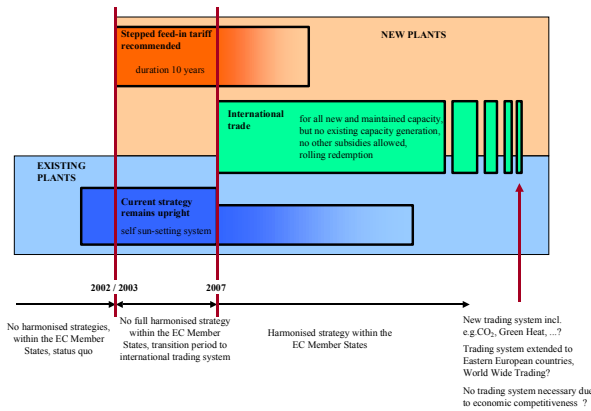 Stepped feed-in tariff
recommended
duration 10 years
NEW PLANTS
International
trade
for all new and maintained capacity,
but no existing capacity generation,
no other subsidies allowed,
rolling redemption
EXISTING
PLANTS
Current strategy
remains upright
self sun-setting system
2002 / 2003
2007
No harmonised strategies,
within the EC Member
States, status quo
No full harmonised strategy
within the EC Member
States, transition period to
international trading system
Harmonised strategy within the
EC Member States
New trading system incl.
e.g.CO2, Green Heat, ...?
Trading system extended to
Eastern European countries,
World Wide Trading?
No trading system necessary due
to economic competitiveness ?